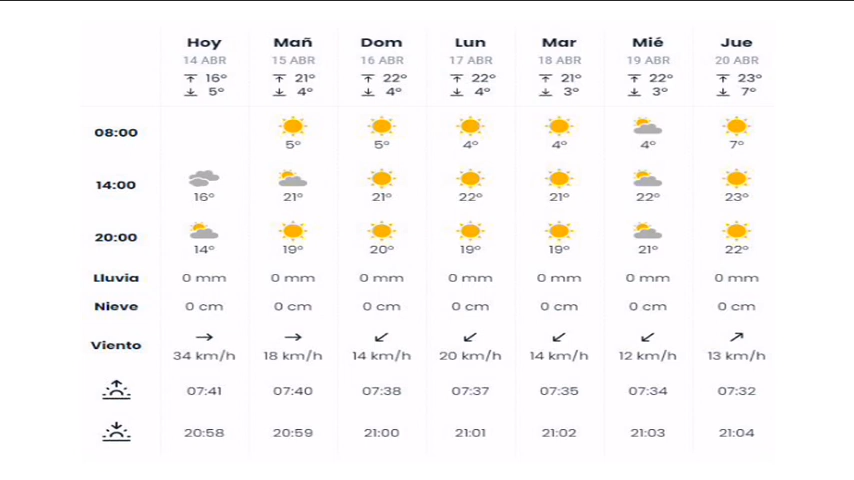 Hoy Mañ Dom Lun Mar Mié Jue
14 ABR 15 ABR 16 ABR 17 ABR 18 ABR 19 ABR 20 ABR
16° 21° 22° 22° 21° 22° 23°
5° 4° 4° 4° 3° 3° 7°
08:00 5° 5° 4° 4° 4° 7°
14:00 16° 21° 21° 22° 21° 22° 23°
20:00 14° 19° 20° 19° 19° 21° 22°
Lluvia 0 mm 0 mm 0 mm 0 mm 0 mm 0 mm 0 mm
Nieve 0 cm 0 cm 0 cm 0 cm 0 cm 0 cm 0 cm
Viento 34 km/h 18 km/h 14 km/h 20 km/h 14 km/h 12 km/h 13 km/h
07:41 07:40 07:38 07:37 07:35 07:34 07:32
20:58 20:59 21:00 21:01 21:02 21:03 21:04